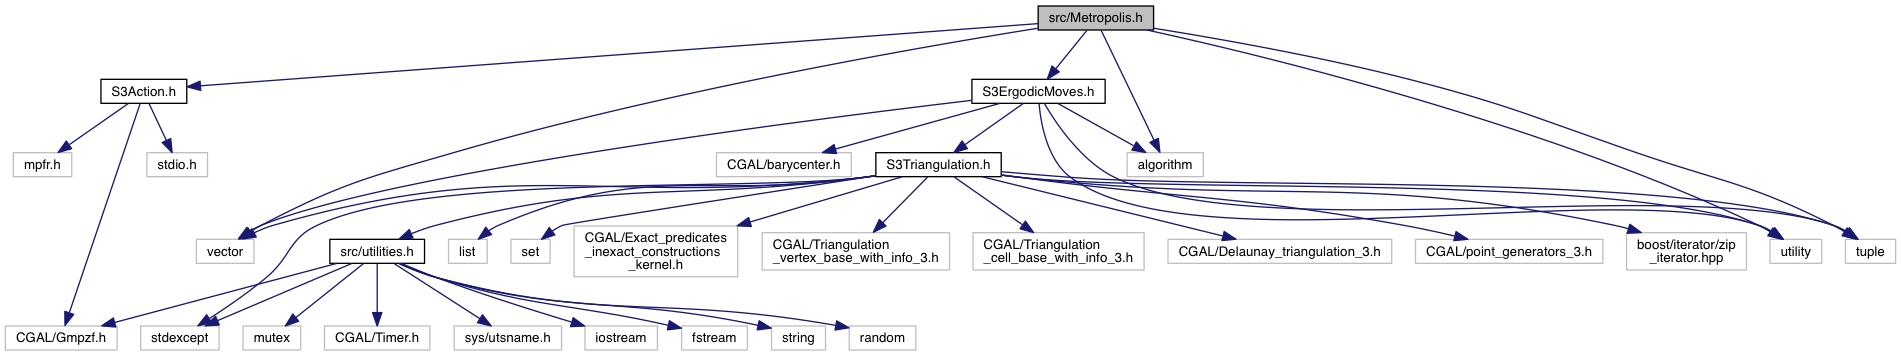 src/Metropolis.h
S3Action.h
S3ErgodicMoves.h
mpfr.h
stdio.h
CGAL/barycenter.h
S3Triangulation.h
algorithm
vector
src/utilities.h
list
set
CGAL/Exact_predicates
_inexact_constructions
_kernel.h
CGAL/Triangulation
_vertex_base_with_info_3.h
CGAL/Triangulation
_cell_base_with_info_3.h
CGAL/Delaunay_triangulation_3.h
CGAL/point_generators_3.h
boost/iterator/zip
_iterator.hpp
utility
tuple
CGAL/Gmpzf.h
stdexcept
mutex
CGAL/Timer.h
sys/utsname.h
iostream
fstream
string
random